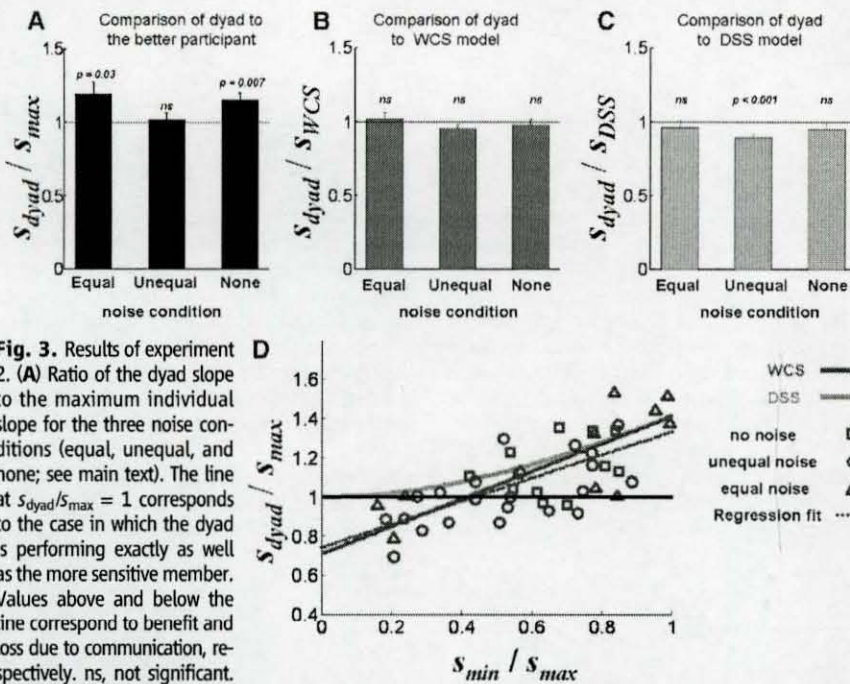 A
Comparison of dyad to
the better participant
1.5
p = 0.03
ns
p = 0.007
1
0.5
0
s_dyad / s_max
Equal Unequal None
noise condition
B
Comparison of dyad
to WCS model
1.5
ns ns ns
1
0.5
0
s_dyad / s_WCS
Equal Unequal None
noise condition
C
Comparison of dyad
to DSS model
1.5
ns p < 0.001 ns
1
0.5
0
s_dyad / s_DSS
Equal Unequal None
noise condition
Fig. 3. Results of experiment
2. (A) Ratio of the dyad slope
to the maximum individual
slope for the three noise con-
ditions (equal, unequal, and
none; see main text). The line
at s_dyad/s_max = 1 corresponds
to the case in which the dyad
is performing exactly as well
as the more sensitive member.
Values above and below the
line correspond to benefit and
loss due to communication, re-
spectively. ns, not significant.
D
1.6
1.4
1.2
1
0.8
0.6
0.4
s_dyad / s_max
0 0.2 0.4 0.6 0.8 1
s_min / s_max
WCS
DSS
no noise
unequal noise
equal noise
Regression fit